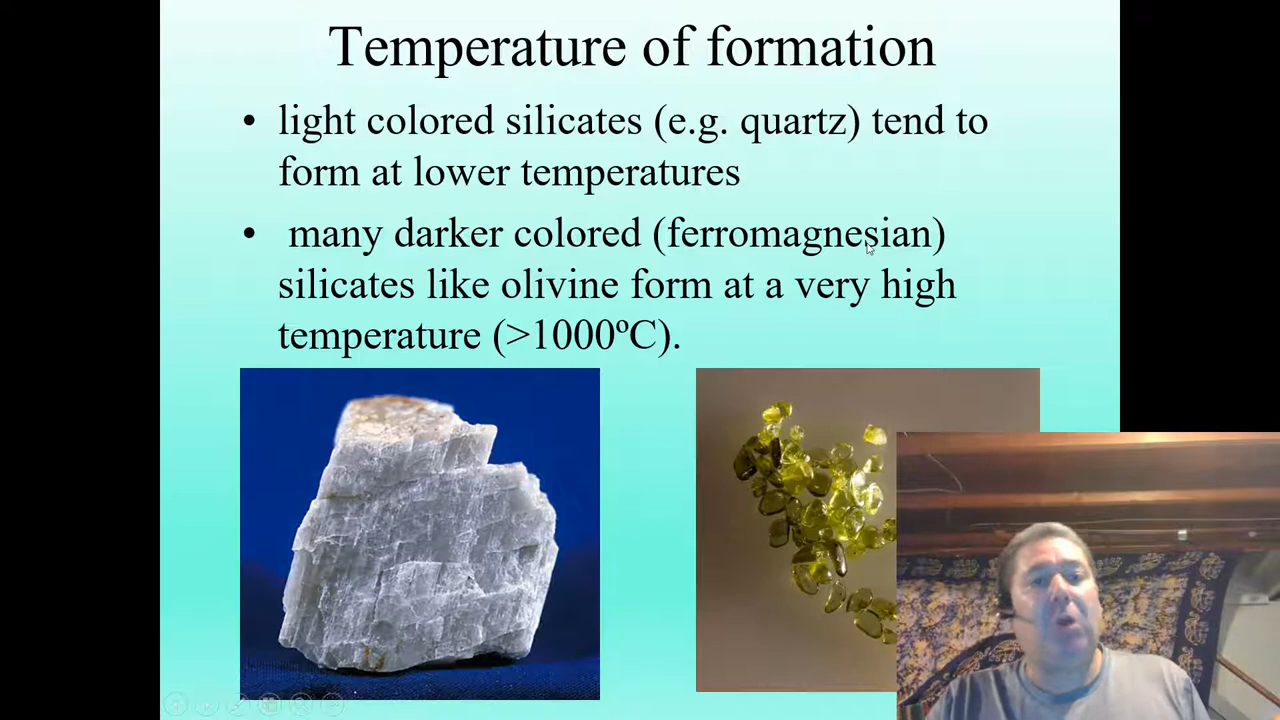 Temperature of formation
• light colored silicates (e.g. quartz) tend to
form at lower temperatures
• many darker colored (ferromagnesian)
silicates like olivine form at a very high
temperature (>1000ºC).